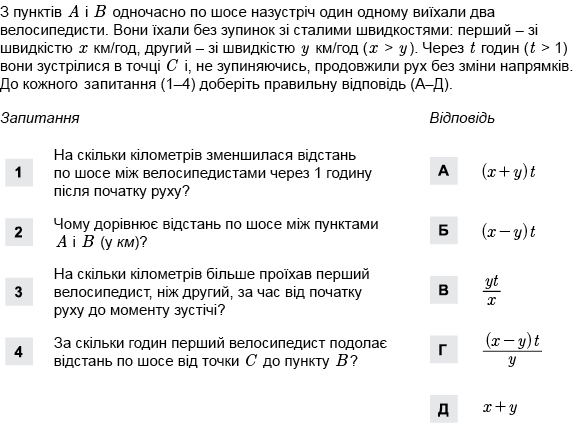 З пунктів A і B одночасно по шосе назустріч один одному виїхали два
велосипедисти. Вони їхали без зупинок зі сталими швидкостями: перший – зі
швидкістю x км/год, другий – зі швидкістю y км/год (x > y). Через t годин (t > 1)
вони зустрілися в точці C і, не зупиняючись, продовжили рух без зміни напрямків.
До кожного запитання (1–4) доберіть правильну відповідь (А–Д).
Запитання
Відповідь
1
На скільки кілометрів зменшилася відстань
по шосе між велосипедистами через 1 годину
після початку руху?
2
Чому дорівнює відстань по шосе між пунктами
A і B (у км)?
3
На скільки кілометрів більше проїхав перший
велосипедист, ніж другий, за час від початку
руху до моменту зустічі?
4
За скільки годин перший велосипедист подолає
відстань по шосе від точки C до пункту B?
А (x+y)t
Б (x−y)t
В yt/x
Г (x−y)t/y
Д x+y